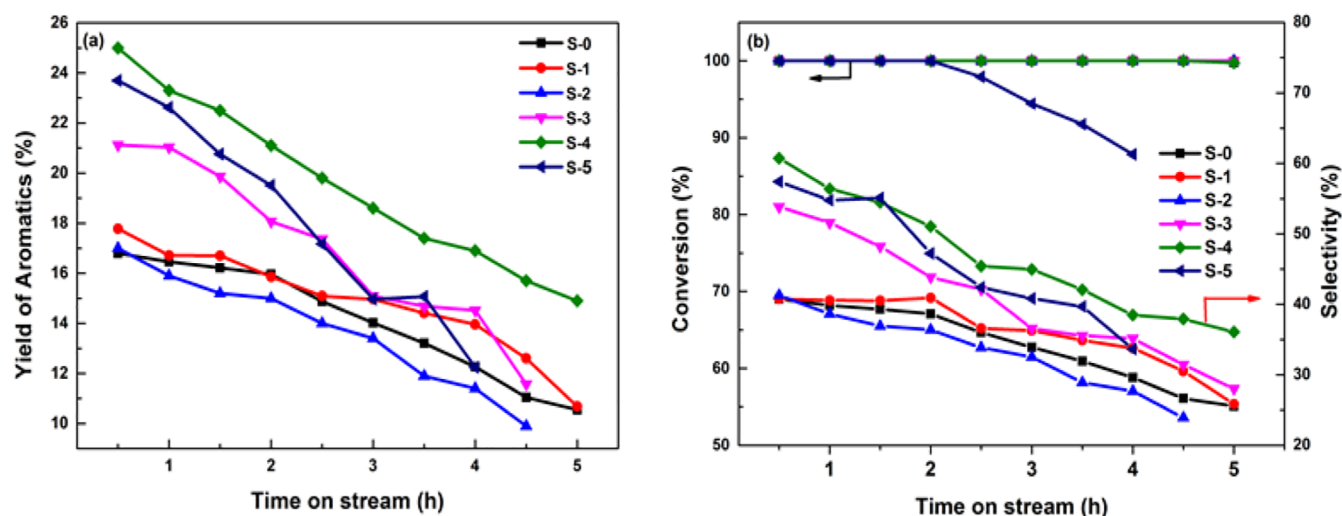 (a)
Yield of Aromatics (%)
26
24
22
20
18
16
14
12
10
S-0
S-1
S-2
S-3
S-4
S-5
1 2 3 4 5
Time on stream (h)
(b)
Conversion (%)
100
90
80
70
60
50
S-0
S-1
S-2
S-3
S-4
S-5
80
70
60
50
40
30
20
Selectivity (%)
1 2 3 4 5
Time on stream (h)